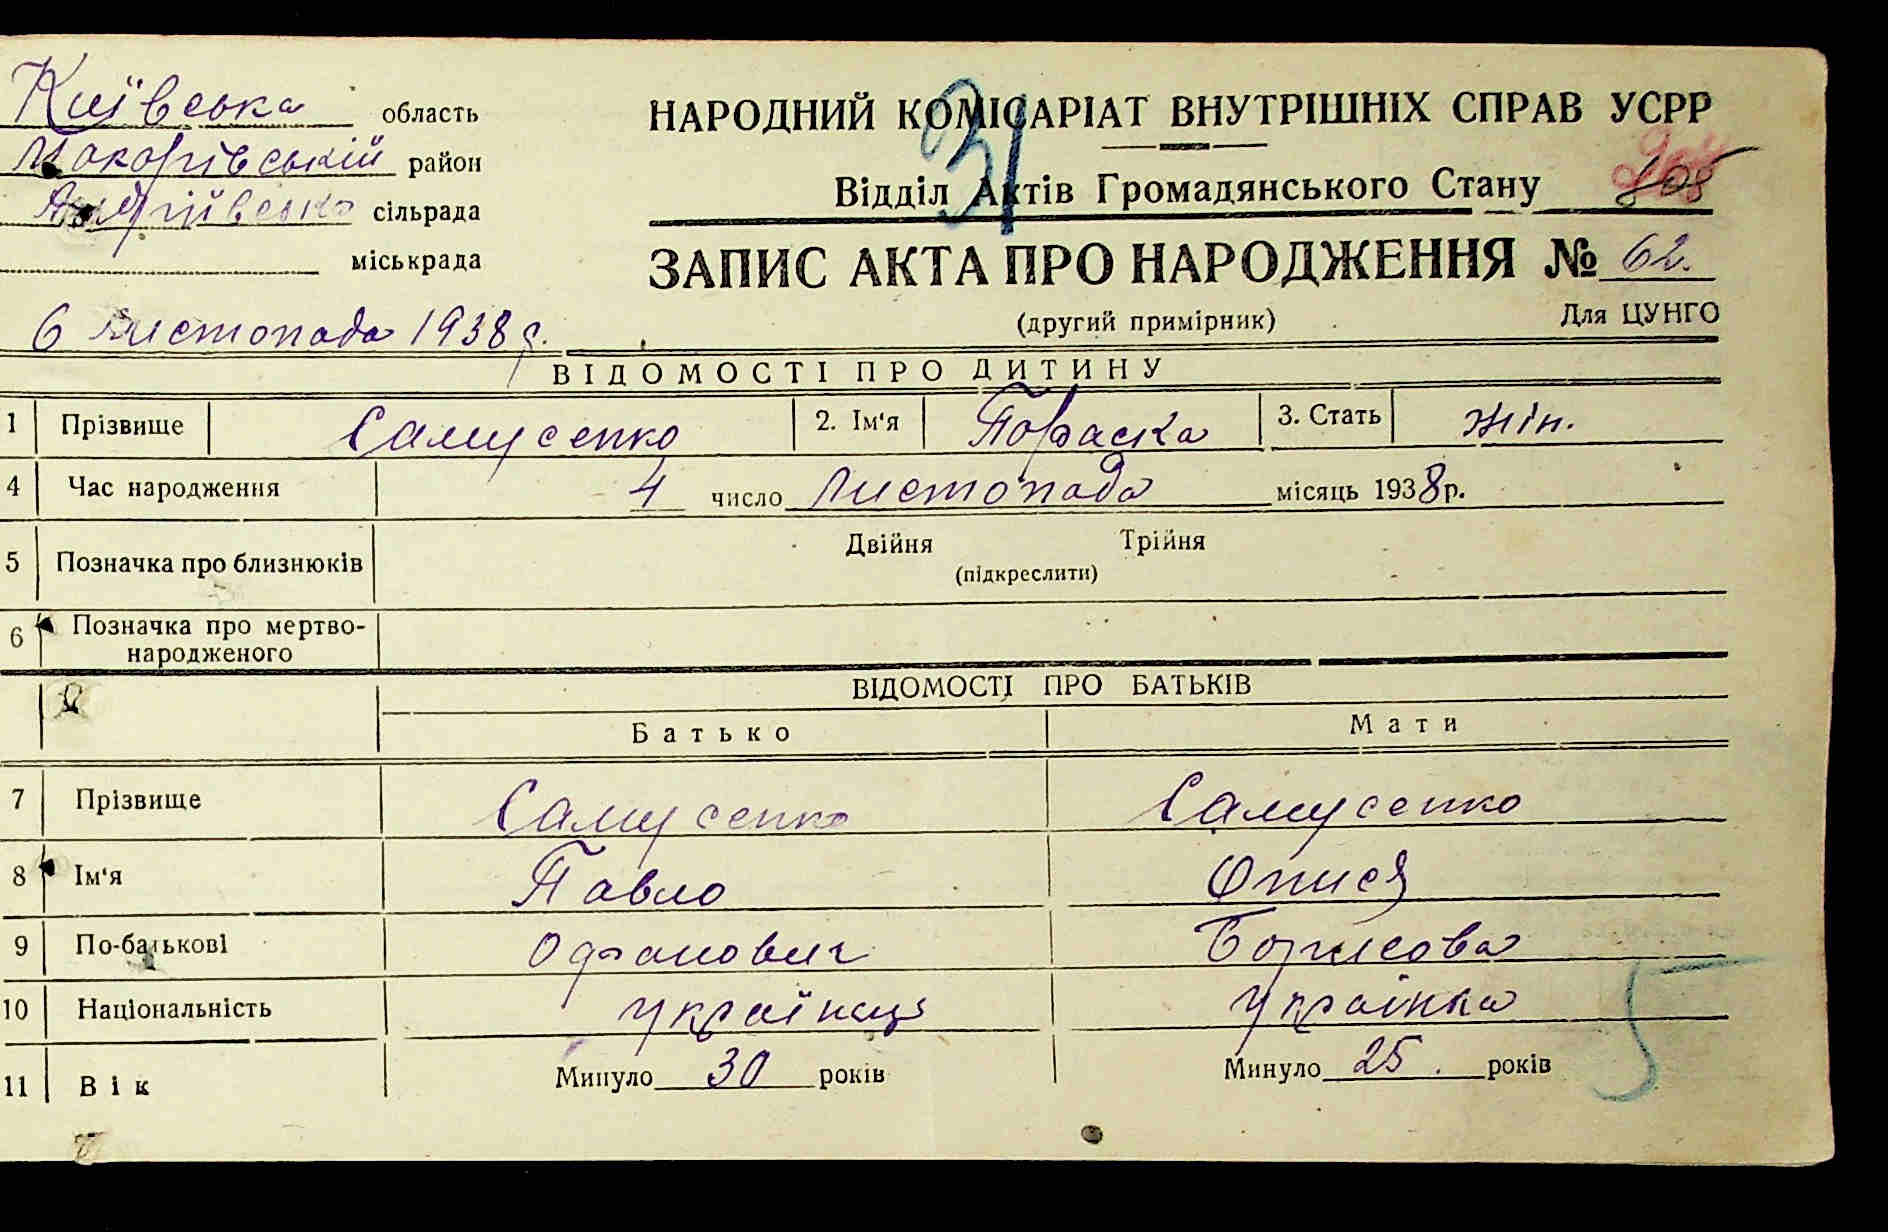 Київська область
Макарівський район
Андріївська сільрада
міськрада
НАРОДНИЙ КОМІСАРІАТ ВНУТРІШНІХ СПРАВ УСРР
31
Відділ Актів Громадянського Стану
ЗАПИС АКТА ПРО НАРОДЖЕННЯ № 62.
6 листопада 1938 р.
(другий примірник) Для ЦУНГО
ВІДОМОСТІ ПРО ДИТИНУ
1 Прізвище Самусенко 2. Ім'я Параска 3. Стать жін.
4 Час народження 4 число листопада місяць 1938 р.
5 Позначка про близнюків Двійня Трійня
(підкреслити)
6 Позначка про мертво-
народженого
ВІДОМОСТІ ПРО БАТЬКІВ
Батько Мати
7 Прізвище Самусенко Самусенко
8 Ім'я Павло Опися
9 По-батькові Офанович Борисова
10 Національність українець українка
11 Вік Минуло 30 років Минуло 25. років
5